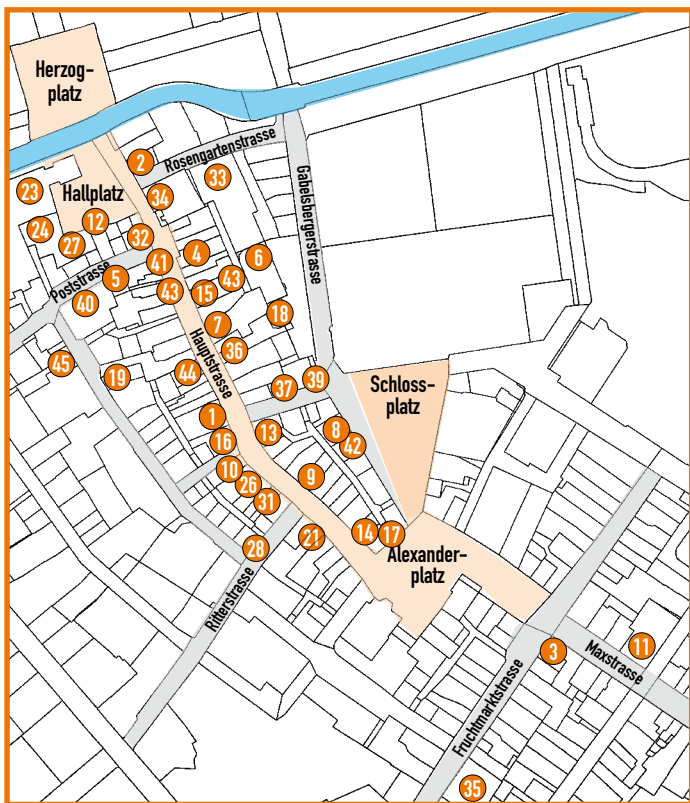 Herzog-
platz
Rosengartenstrasse
2
33
23
Hallplatz
34
Gabelsbergerstrasse
24
12
27
32
4
6
41
Poststrasse
5
43
43
15
40
18
7
36
Hauptstrasse
45
19
44
37
39
Schloss-
platz
1
16
13
8
42
10
26
9
31
28
21
14
17
Alexander-
platz
Ritterstrasse
3
11
Maxstrasse
Fruchtmarktstrasse
35